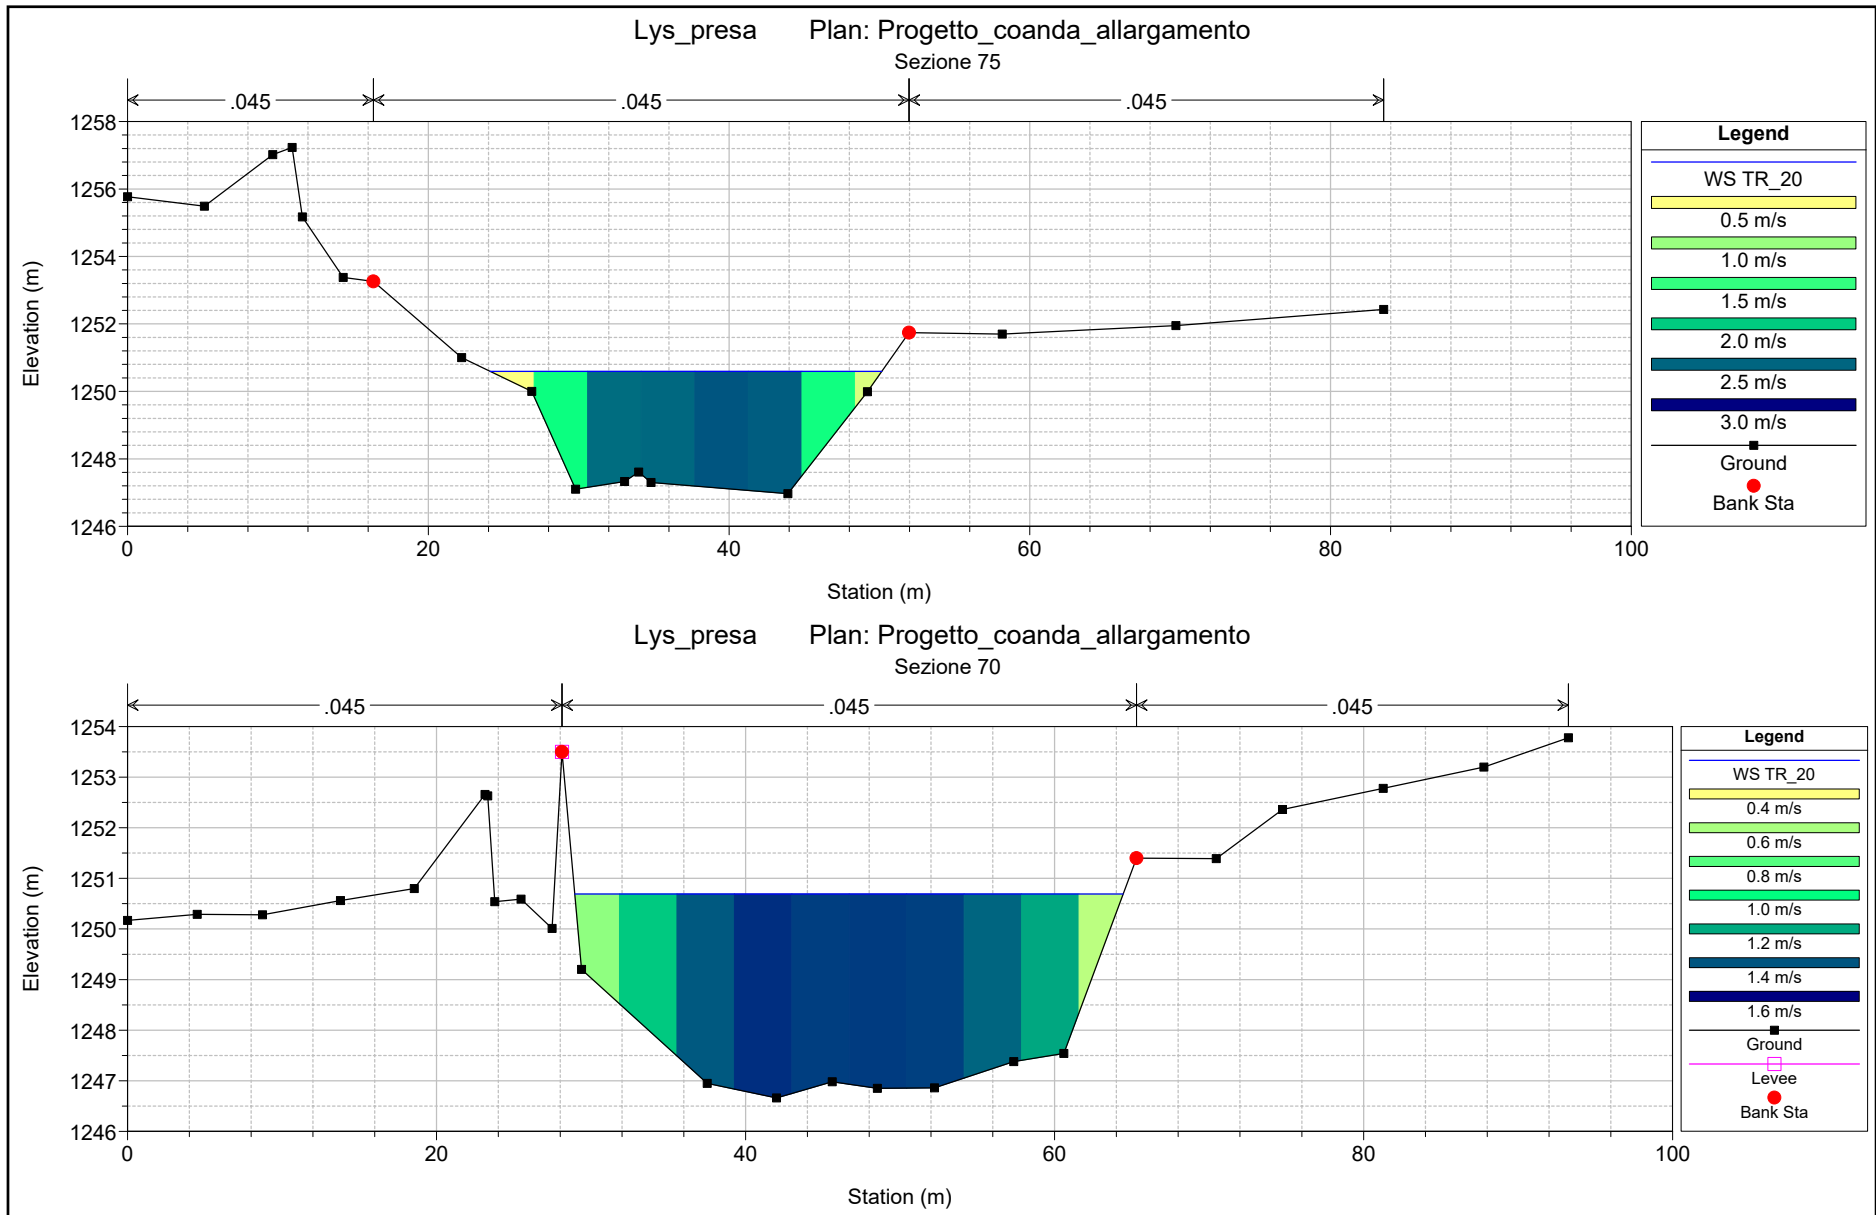 Lys_presa Plan: Progetto_coanda_allargamento
Sezione 75
.045 .045 .045
Elevation (m)
1258
1256
1254
1252
1250
1248
1246
0 20 40 60 80 100
Station (m)
Legend
WS TR_20
0.5 m/s
1.0 m/s
1.5 m/s
2.0 m/s
2.5 m/s
3.0 m/s
Ground
Bank Sta
Lys_presa Plan: Progetto_coanda_allargamento
Sezione 70
.045 .045 .045
Elevation (m)
1254
1253
1252
1251
1250
1249
1248
1247
1246
0 20 40 60 80 100
Station (m)
Legend
WS TR_20
0.4 m/s
0.6 m/s
0.8 m/s
1.0 m/s
1.2 m/s
1.4 m/s
1.6 m/s
Ground
Levee
Bank Sta